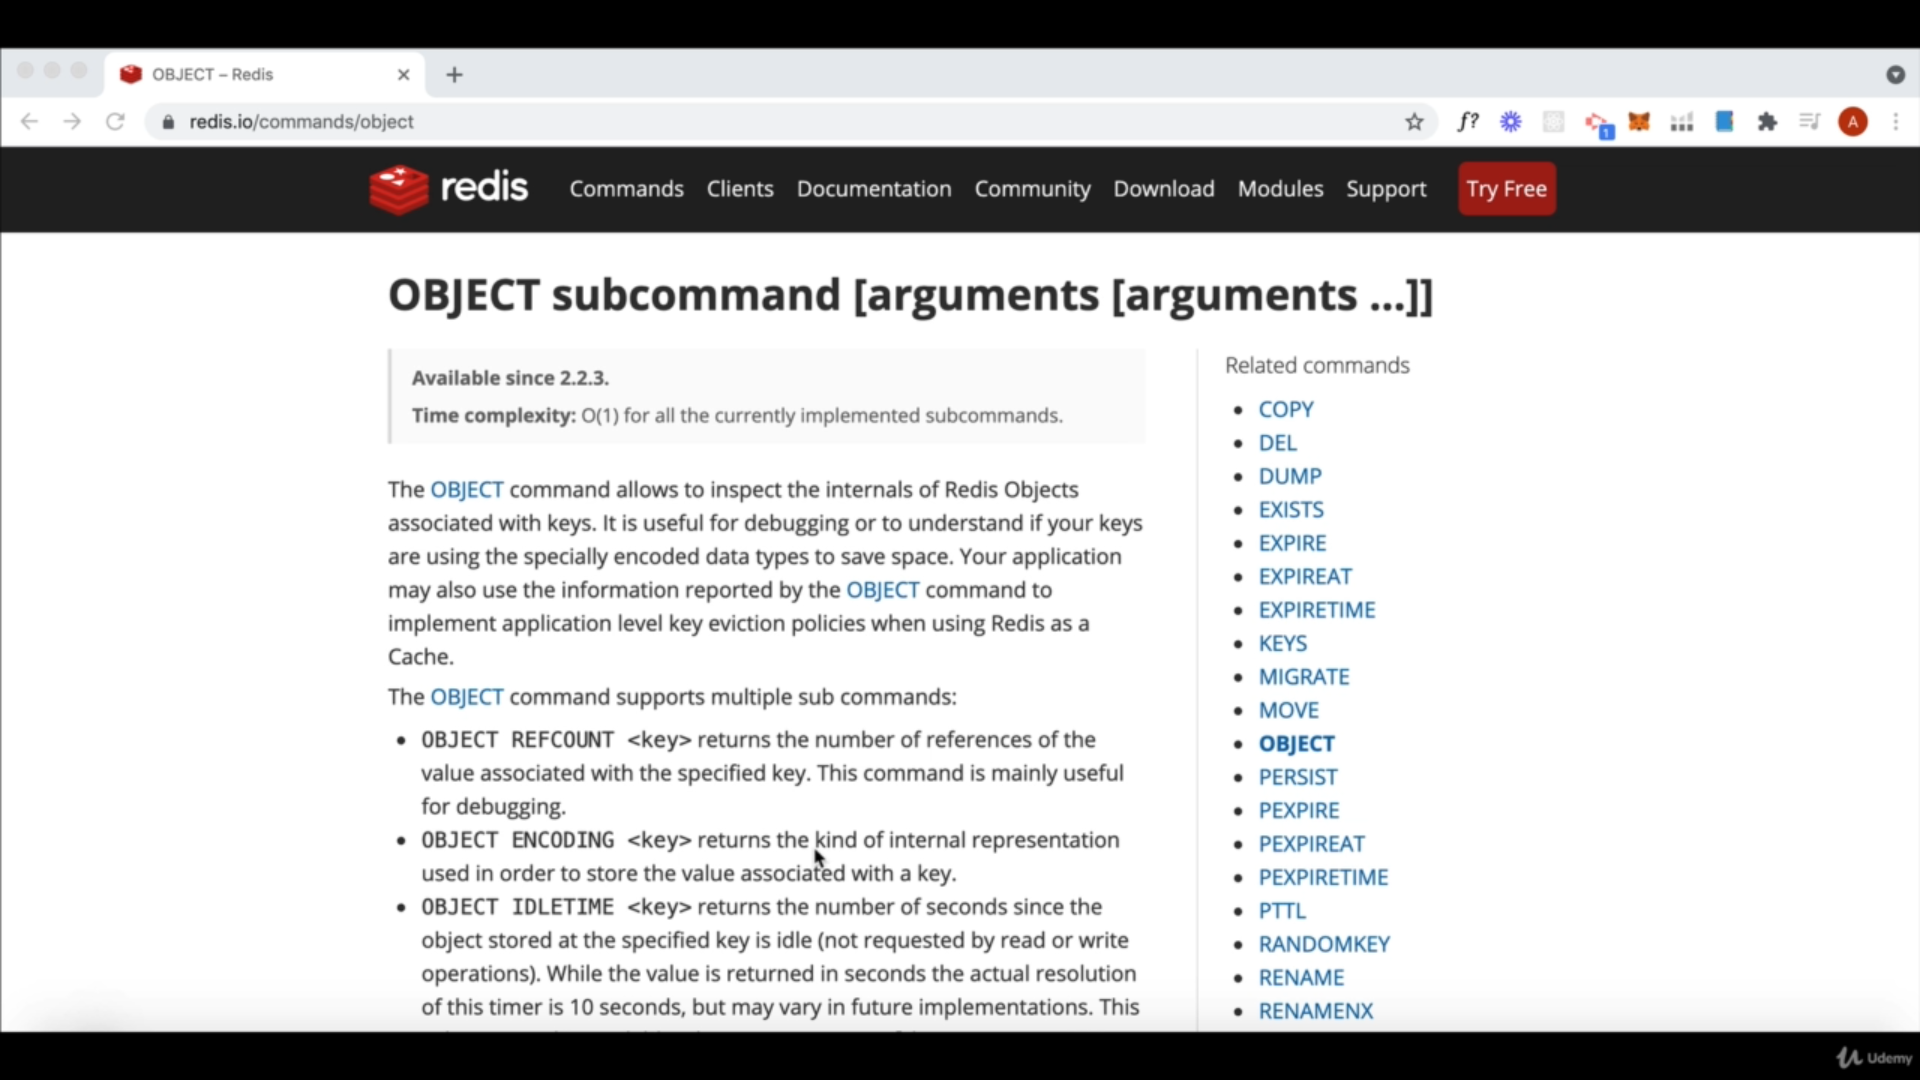 OBJECT – Redis
redis.io/commands/object
f?
1
A
redis
Commands
Clients
Documentation
Community
Download
Modules
Support
Try Free
OBJECT subcommand [arguments [arguments ...]]
Available since 2.2.3.
Time complexity: O(1) for all the currently implemented subcommands.
The OBJECT command allows to inspect the internals of Redis Objects
associated with keys. It is useful for debugging or to understand if your keys
are using the specially encoded data types to save space. Your application
may also use the information reported by the OBJECT command to
implement application level key eviction policies when using Redis as a
Cache.
The OBJECT command supports multiple sub commands:
• OBJECT REFCOUNT <key> returns the number of references of the
value associated with the specified key. This command is mainly useful
for debugging.
• OBJECT ENCODING <key> returns the kind of internal representation
used in order to store the value associated with a key.
• OBJECT IDLETIME <key> returns the number of seconds since the
object stored at the specified key is idle (not requested by read or write
operations). While the value is returned in seconds the actual resolution
of this timer is 10 seconds, but may vary in future implementations. This
Related commands
• COPY
• DEL
• DUMP
• EXISTS
• EXPIRE
• EXPIREAT
• EXPIRETIME
• KEYS
• MIGRATE
• MOVE
• OBJECT
• PERSIST
• PEXPIRE
• PEXPIREAT
• PEXPIRETIME
• PTTL
• RANDOMKEY
• RENAME
• RENAMENX
Udemy